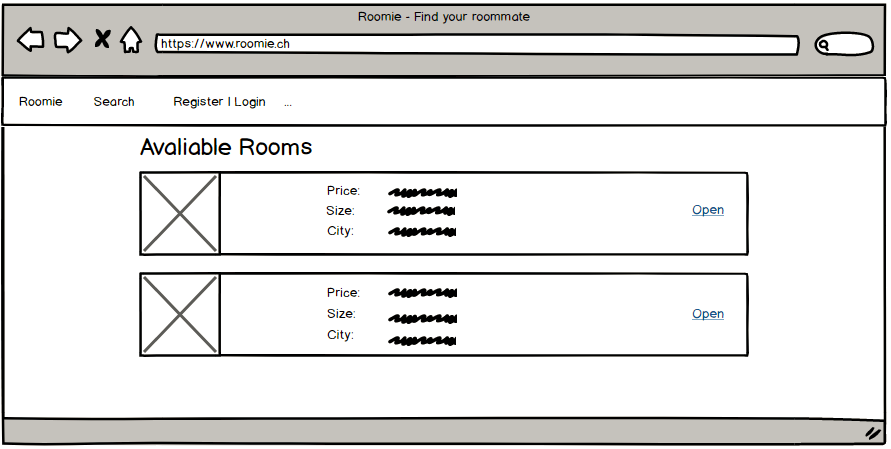 Roomie - Find your roommate
https://www.roomie.ch
Roomie Search Register | Login ...
Avaliable Rooms
Price:
Size:
City:
Open
Price:
Size:
City:
Open